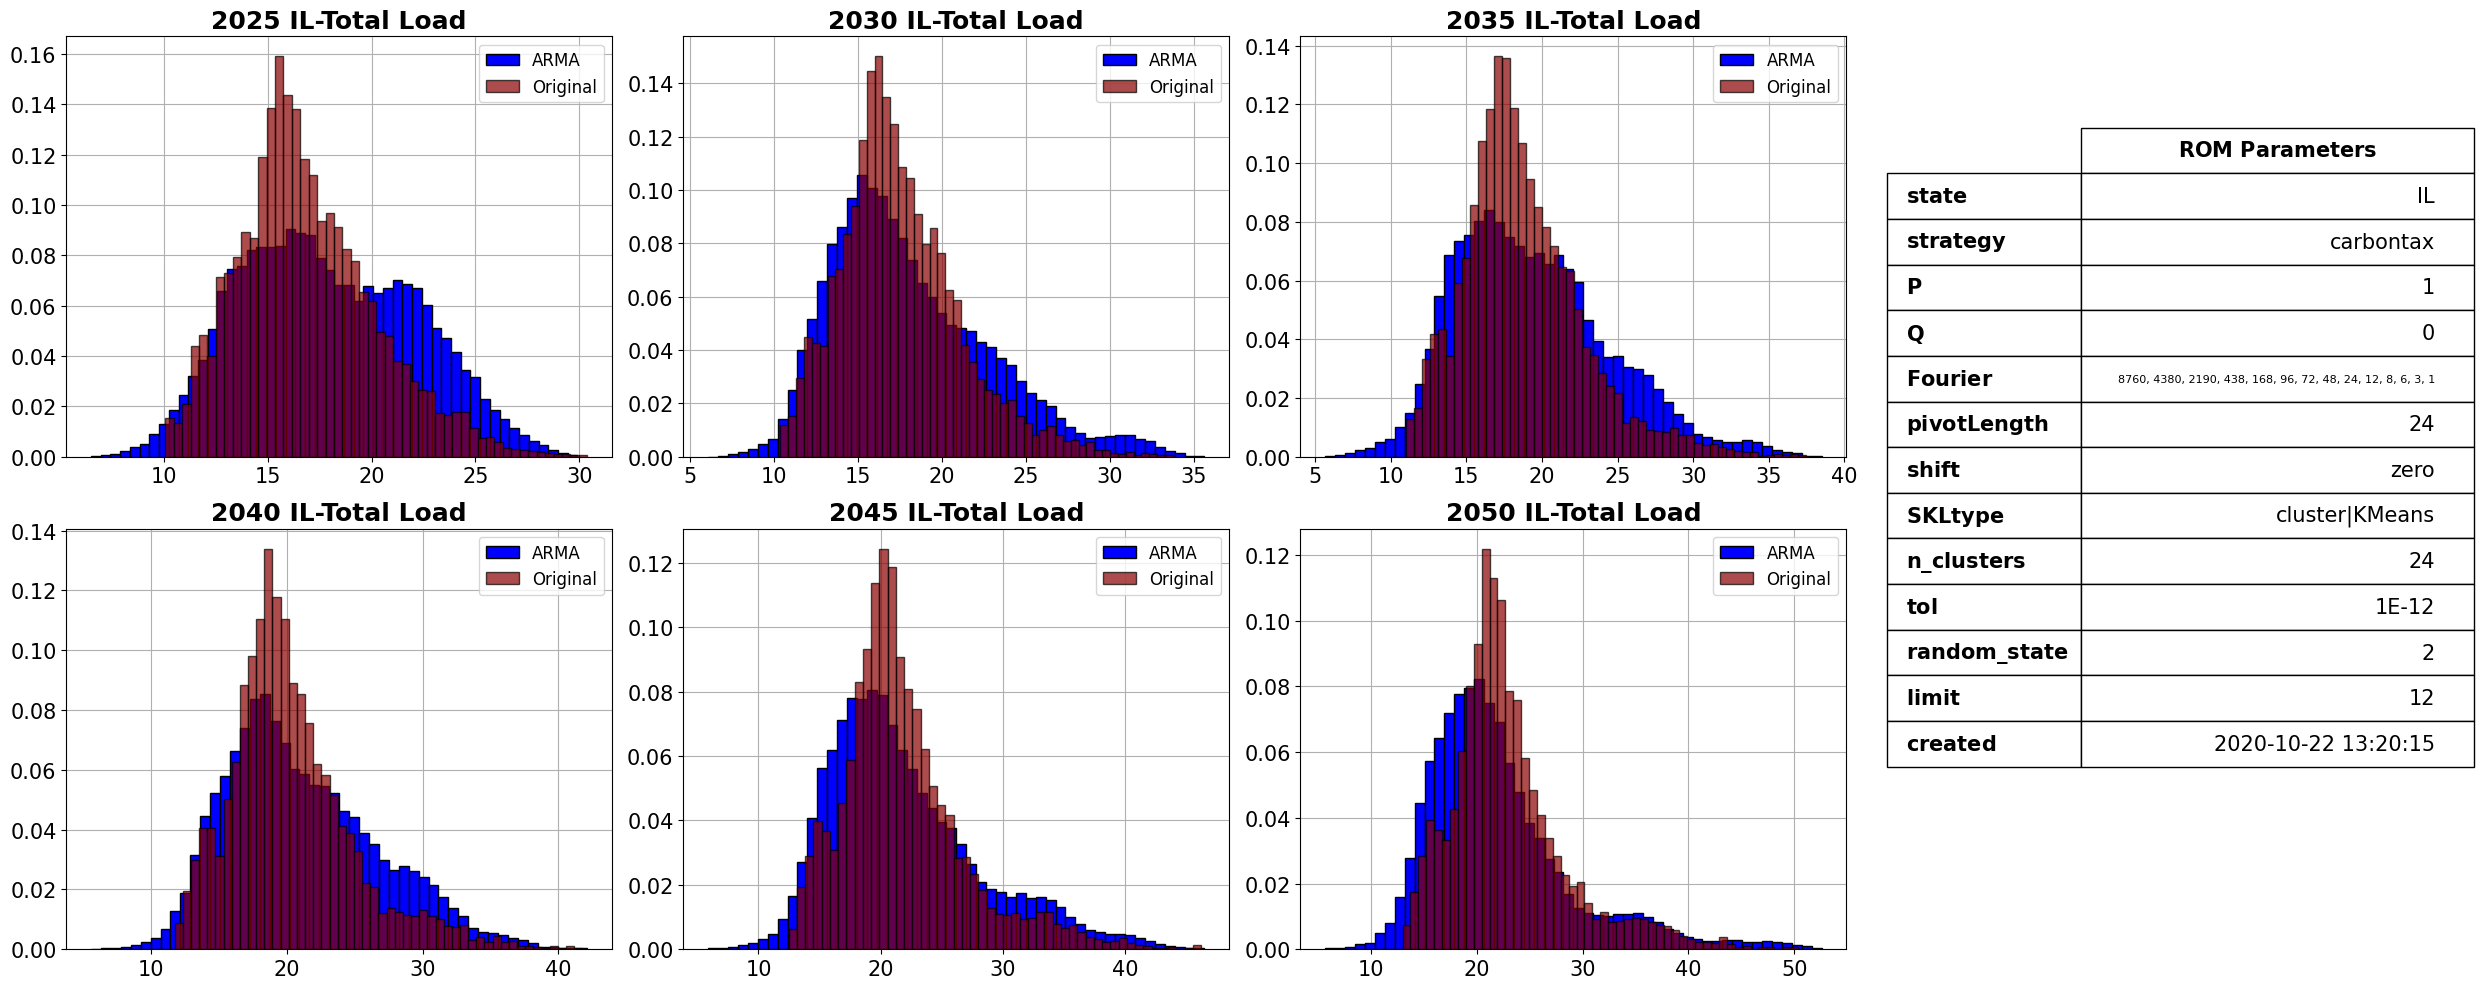 2025 IL-Total Load
0.16
0.14
0.12
0.10
0.08
0.06
0.04
0.02
0.00
10 15 20 25 30
ARMA
Original
2030 IL-Total Load
0.14
0.12
0.10
0.08
0.06
0.04
0.02
0.00
5 10 15 20 25 30 35
ARMA
Original
2035 IL-Total Load
0.14
0.12
0.10
0.08
0.06
0.04
0.02
0.00
5 10 15 20 25 30 35 40
ARMA
Original
2040 IL-Total Load
0.14
0.12
0.10
0.08
0.06
0.04
0.02
0.00
10 20 30 40
ARMA
Original
2045 IL-Total Load
0.12
0.10
0.08
0.06
0.04
0.02
0.00
10 20 30 40
ARMA
Original
2050 IL-Total Load
0.12
0.10
0.08
0.06
0.04
0.02
0.00
10 20 30 40 50
ARMA
Original
ROM Parameters
state IL
strategy carbontax
P 1
Q 0
Fourier 8760, 4380, 2190, 438, 168, 96, 72, 48, 24, 12, 8, 6, 3, 1
pivotLength 24
shift zero
SKLtype cluster|KMeans
n_clusters 24
tol 1E-12
random_state 2
limit 12
created 2020-10-22 13:20:15